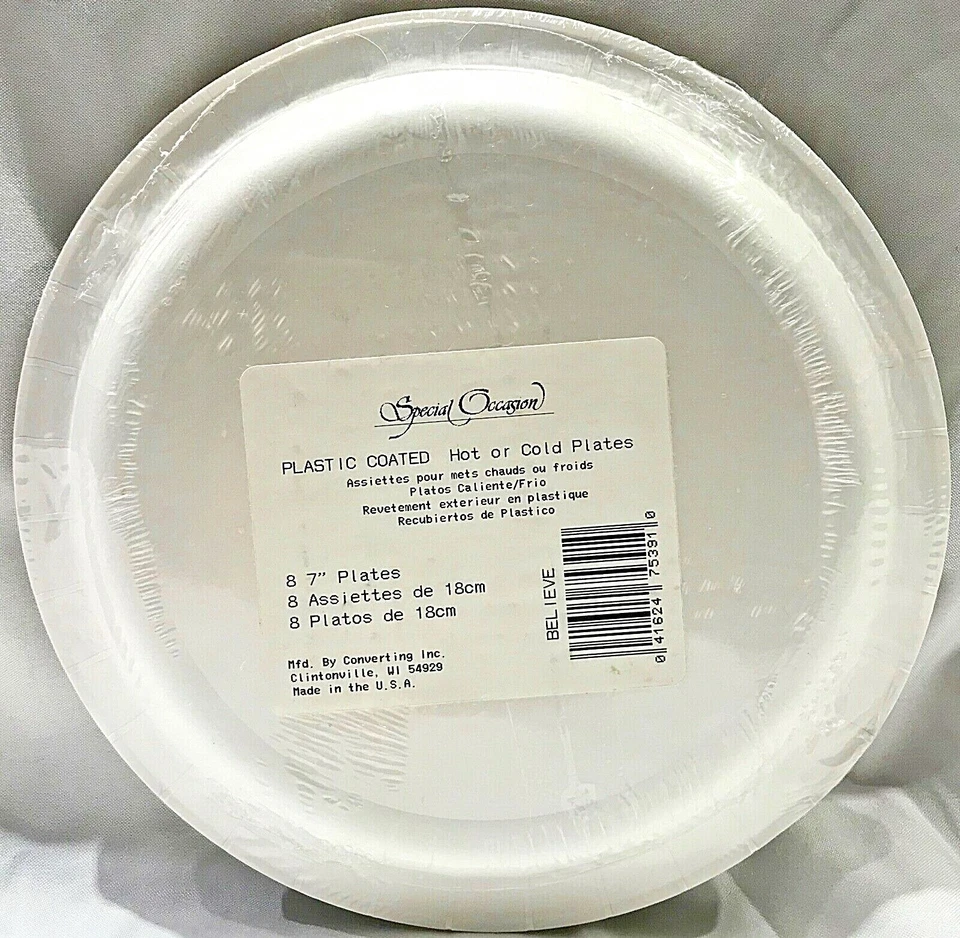 Special Occasion
PLASTIC COATED Hot or Cold Plates
Assiettes pour mets chauds ou froids
Platos Caliente/Frio
Revetement exterieur en plastique
Recubiertos de Plastico
8 7" Plates
8 Assiettes de 18cm
8 Platos de 18cm
Mfd. By Converting Inc.
Clintonville, WI 54929
Made in the U.S.A.
BELIEVE
0 41624 75391 0